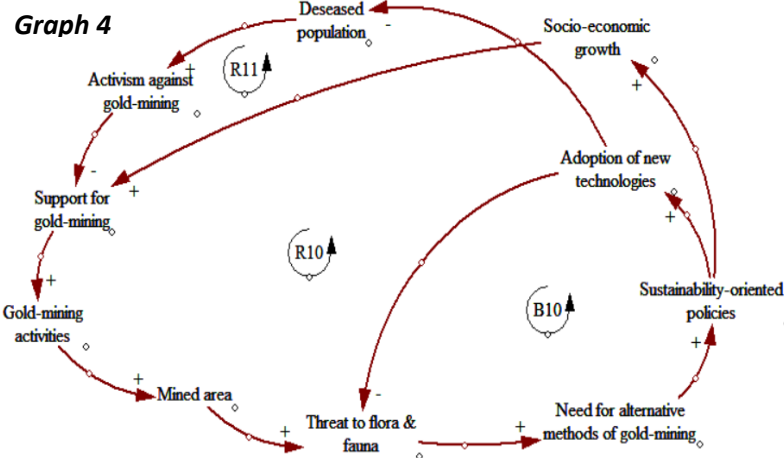 Graph 4
Deseased
population
-
Socio-economic
growth
+
R11
Activism against
gold-mining
+
Adoption of new
technologies
+
-
Support for
gold-mining
+
R10
Sustainability-oriented
policies
+
B10
+
Gold-mining
activities
+
Mined area
-
Threat to flora &
fauna
+
Need for alternative
methods of gold-mining
+